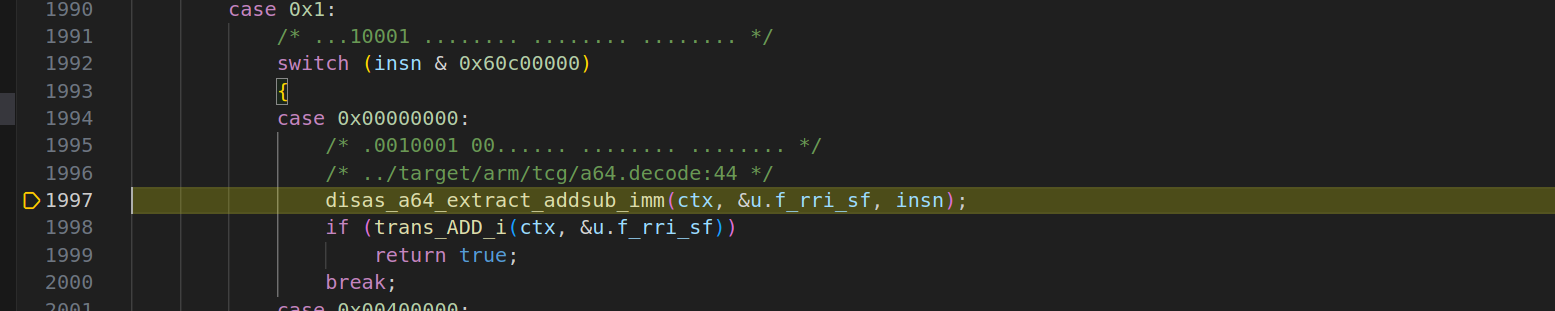 1990 case 0x1:
1991 /* ...10001 ........ ........ ........ */
1992 switch (insn & 0x60c00000)
1993 {
1994 case 0x00000000:
1995 /* .0010001 00...... ........ ........ */
1996 /* ../target/arm/tcg/a64.decode:44 */
1997 disas_a64_extract_addsub_imm(ctx, &u.f_rri_sf, insn);
1998 if (trans_ADD_i(ctx, &u.f_rri_sf))
1999 return true;
2000 break;
2001 case 0x00400000: